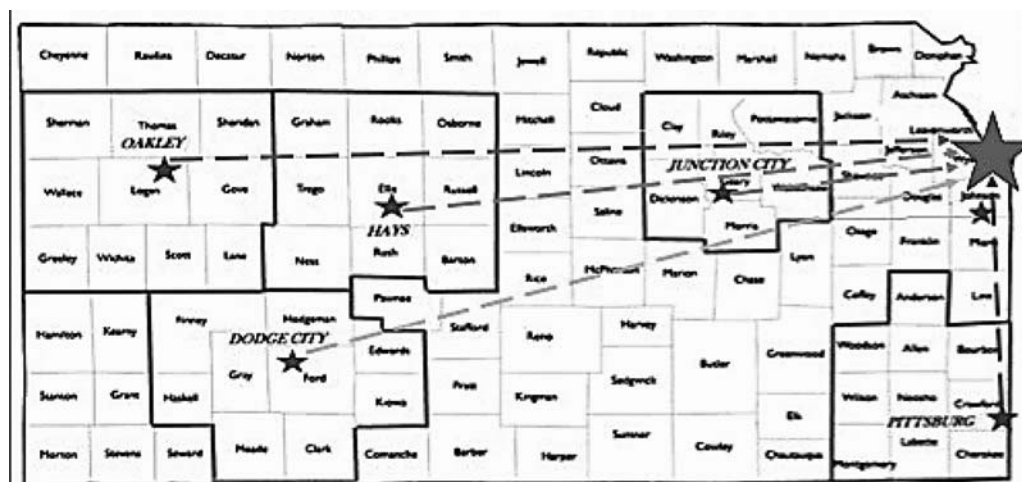 Cheyenne Rawlins Decatur Norton Phillips Smith Jewell Republic Washington Marshall Nemaha Brown Doniphan
Atchison
Sherman Thomas Sheridan Graham Rooks Osborne Mitchell Cloud Clay Riley Pottawatomie Jackson Leavenworth
OAKLEY
Jefferson
JUNCTION CITY
Wallace Logan Gove Trego Ellis Russell Lincoln Ottawa Geary
Dickinson Saline Douglas Johnson
HAYS
Ellsworth Morris
Greeley Wichita Scott Lane Ness Rush Barton Osage Franklin
Rice McPherson Marion Chase Lyon
Pawnee Coffey Anderson Linn
Hamilton Kearny Finney Hodgeman Stafford Reno Harvey
DODGE CITY
Edwards Greenwood Woodson Allen Bourbon
Gray Ford Butler
Stanton Grant Haskell Kiowa Pratt Kingman Sedgwick Wilson Neosho Crawford
Elk
PITTSBURG
Morton Stevens Seward Meade Clark Comanche Barber Harper Sumner Cowley Chautauqua Labette Cherokee
Montgomery